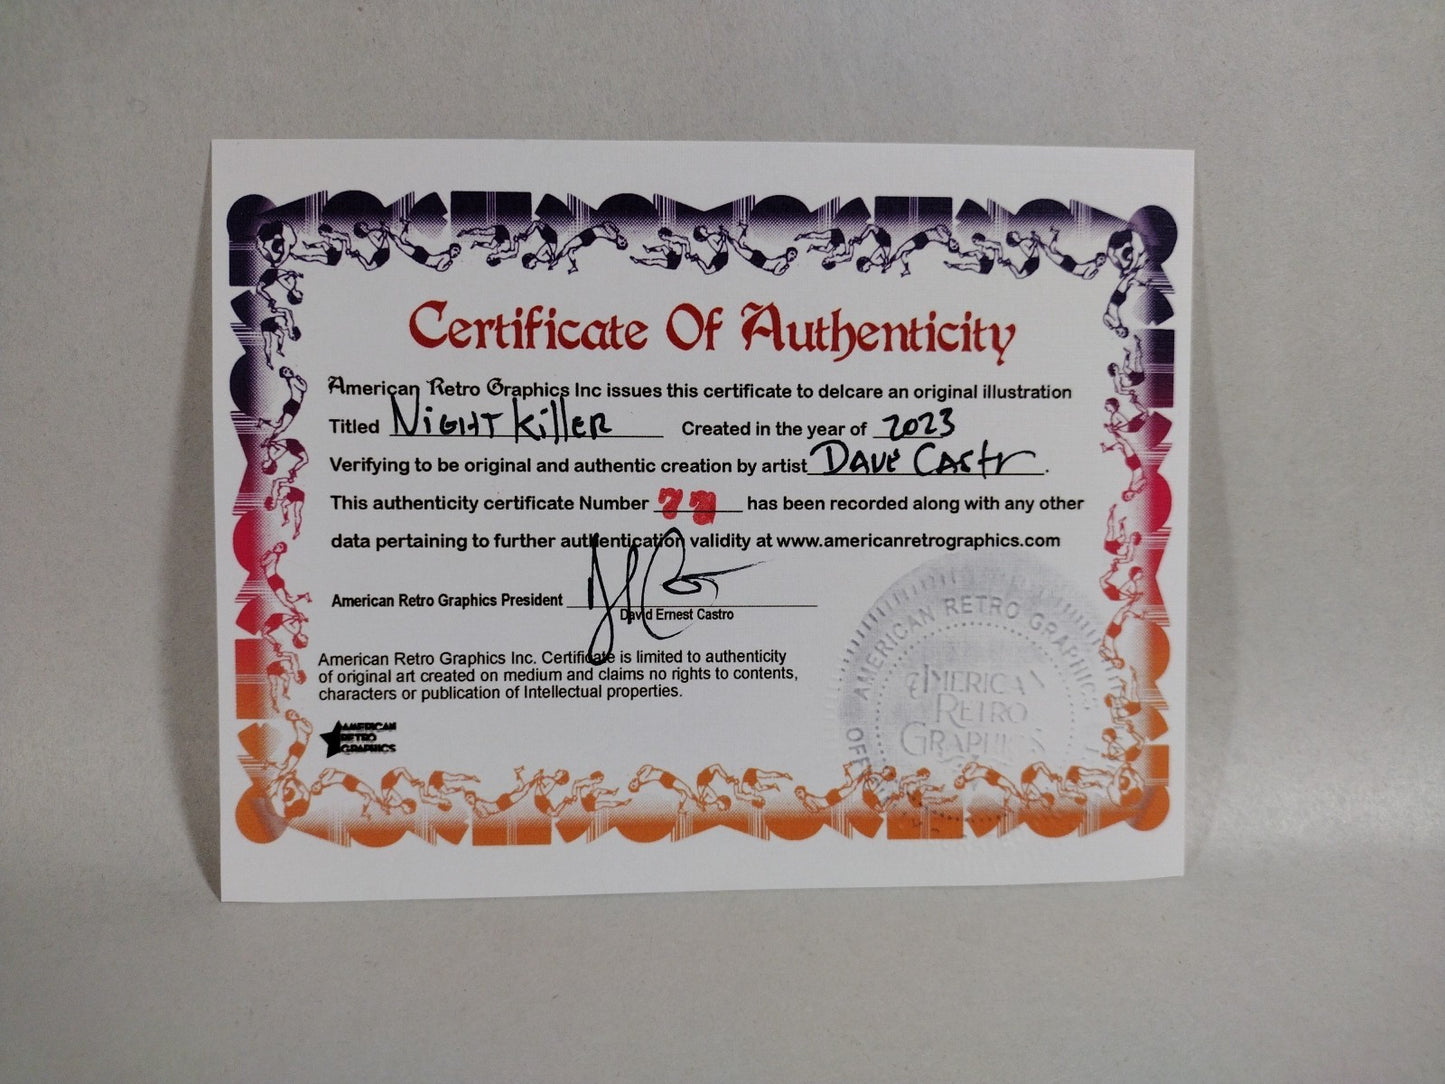 Certificate Of Authenticity
American Retro Graphics Inc issues this certificate to delcare an original illustration
Titled NIGHT KillER Created in the year of 2023
Verifying to be original and authentic creation by artist DAVE CAstr.
This authenticity certificate Number 77 has been recorded along with any other
data pertaining to further authentication validity at www.americanretrographics.com
American Retro Graphics President
David Ernest Castro
American Retro Graphics Inc. Certificate is limited to authenticity
of original art created on medium and claims no rights to contents,
characters or publication of Intellectual properties.
AMERICAN
RETRO
GRAPHICS
AMERICAN RETRO GRAPHICS
AMERICAN
RETRO
GRAPHICS